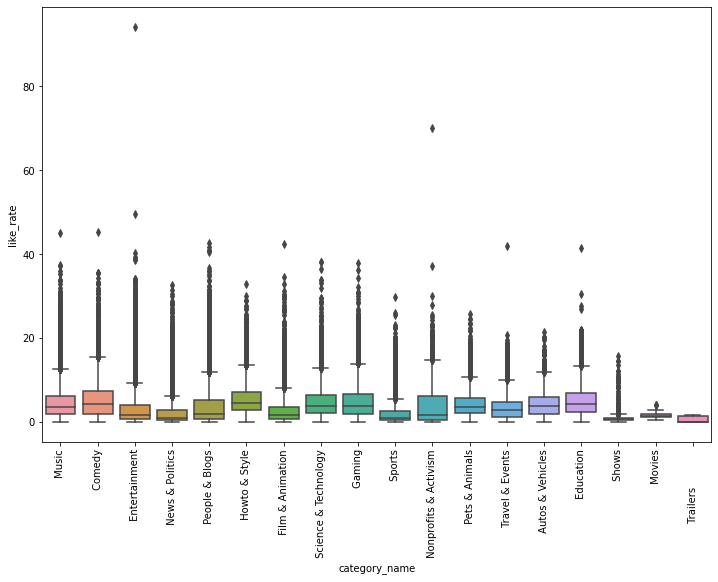 80
60
40
20
0
like_rate
Music
Comedy
Entertainment
News & Politics
People & Blogs
Howto & Style
Film & Animation
Science & Technology
Gaming
Sports
Nonprofits & Activism
Pets & Animals
Travel & Events
Autos & Vehicles
Education
Shows
Movies
Trailers
category_name